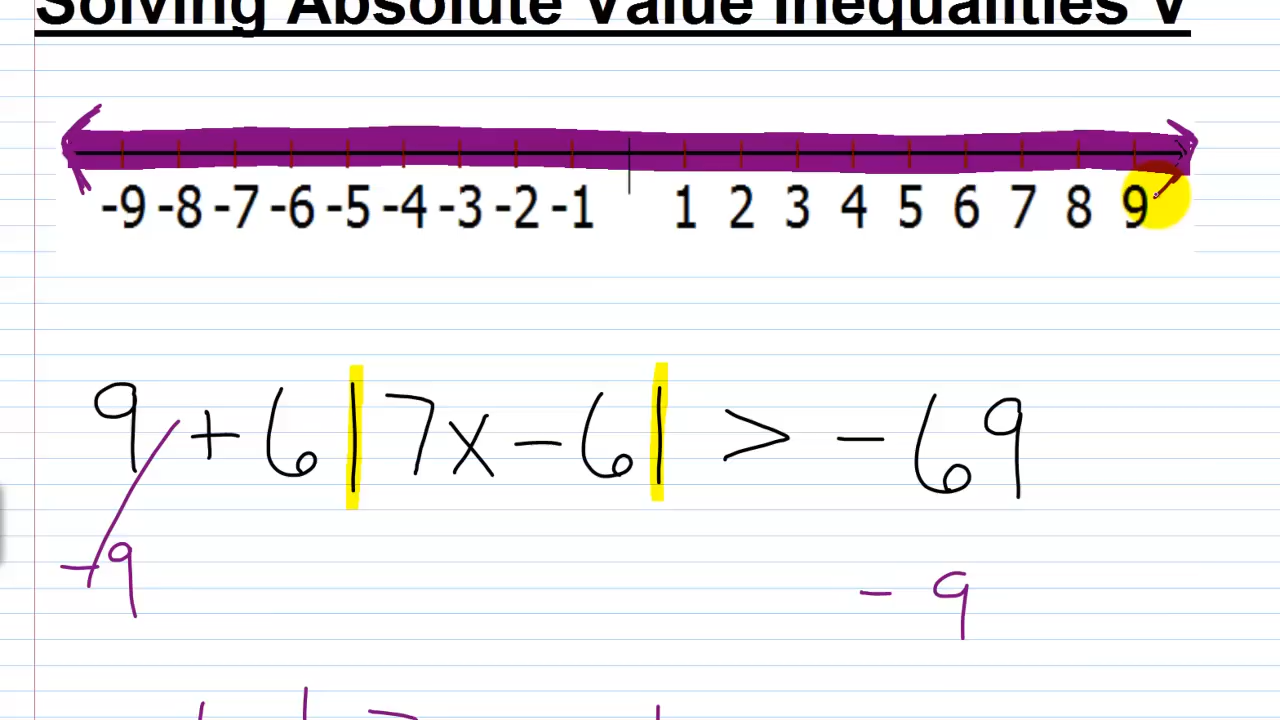 Solving Absolute Value Inequalities V
-9 -8 -7 -6 -5 -4 -3 -2 -1 1 2 3 4 5 6 7 8 9
9 + 6 | 7x - 6 | > - 69
- 9 - 9